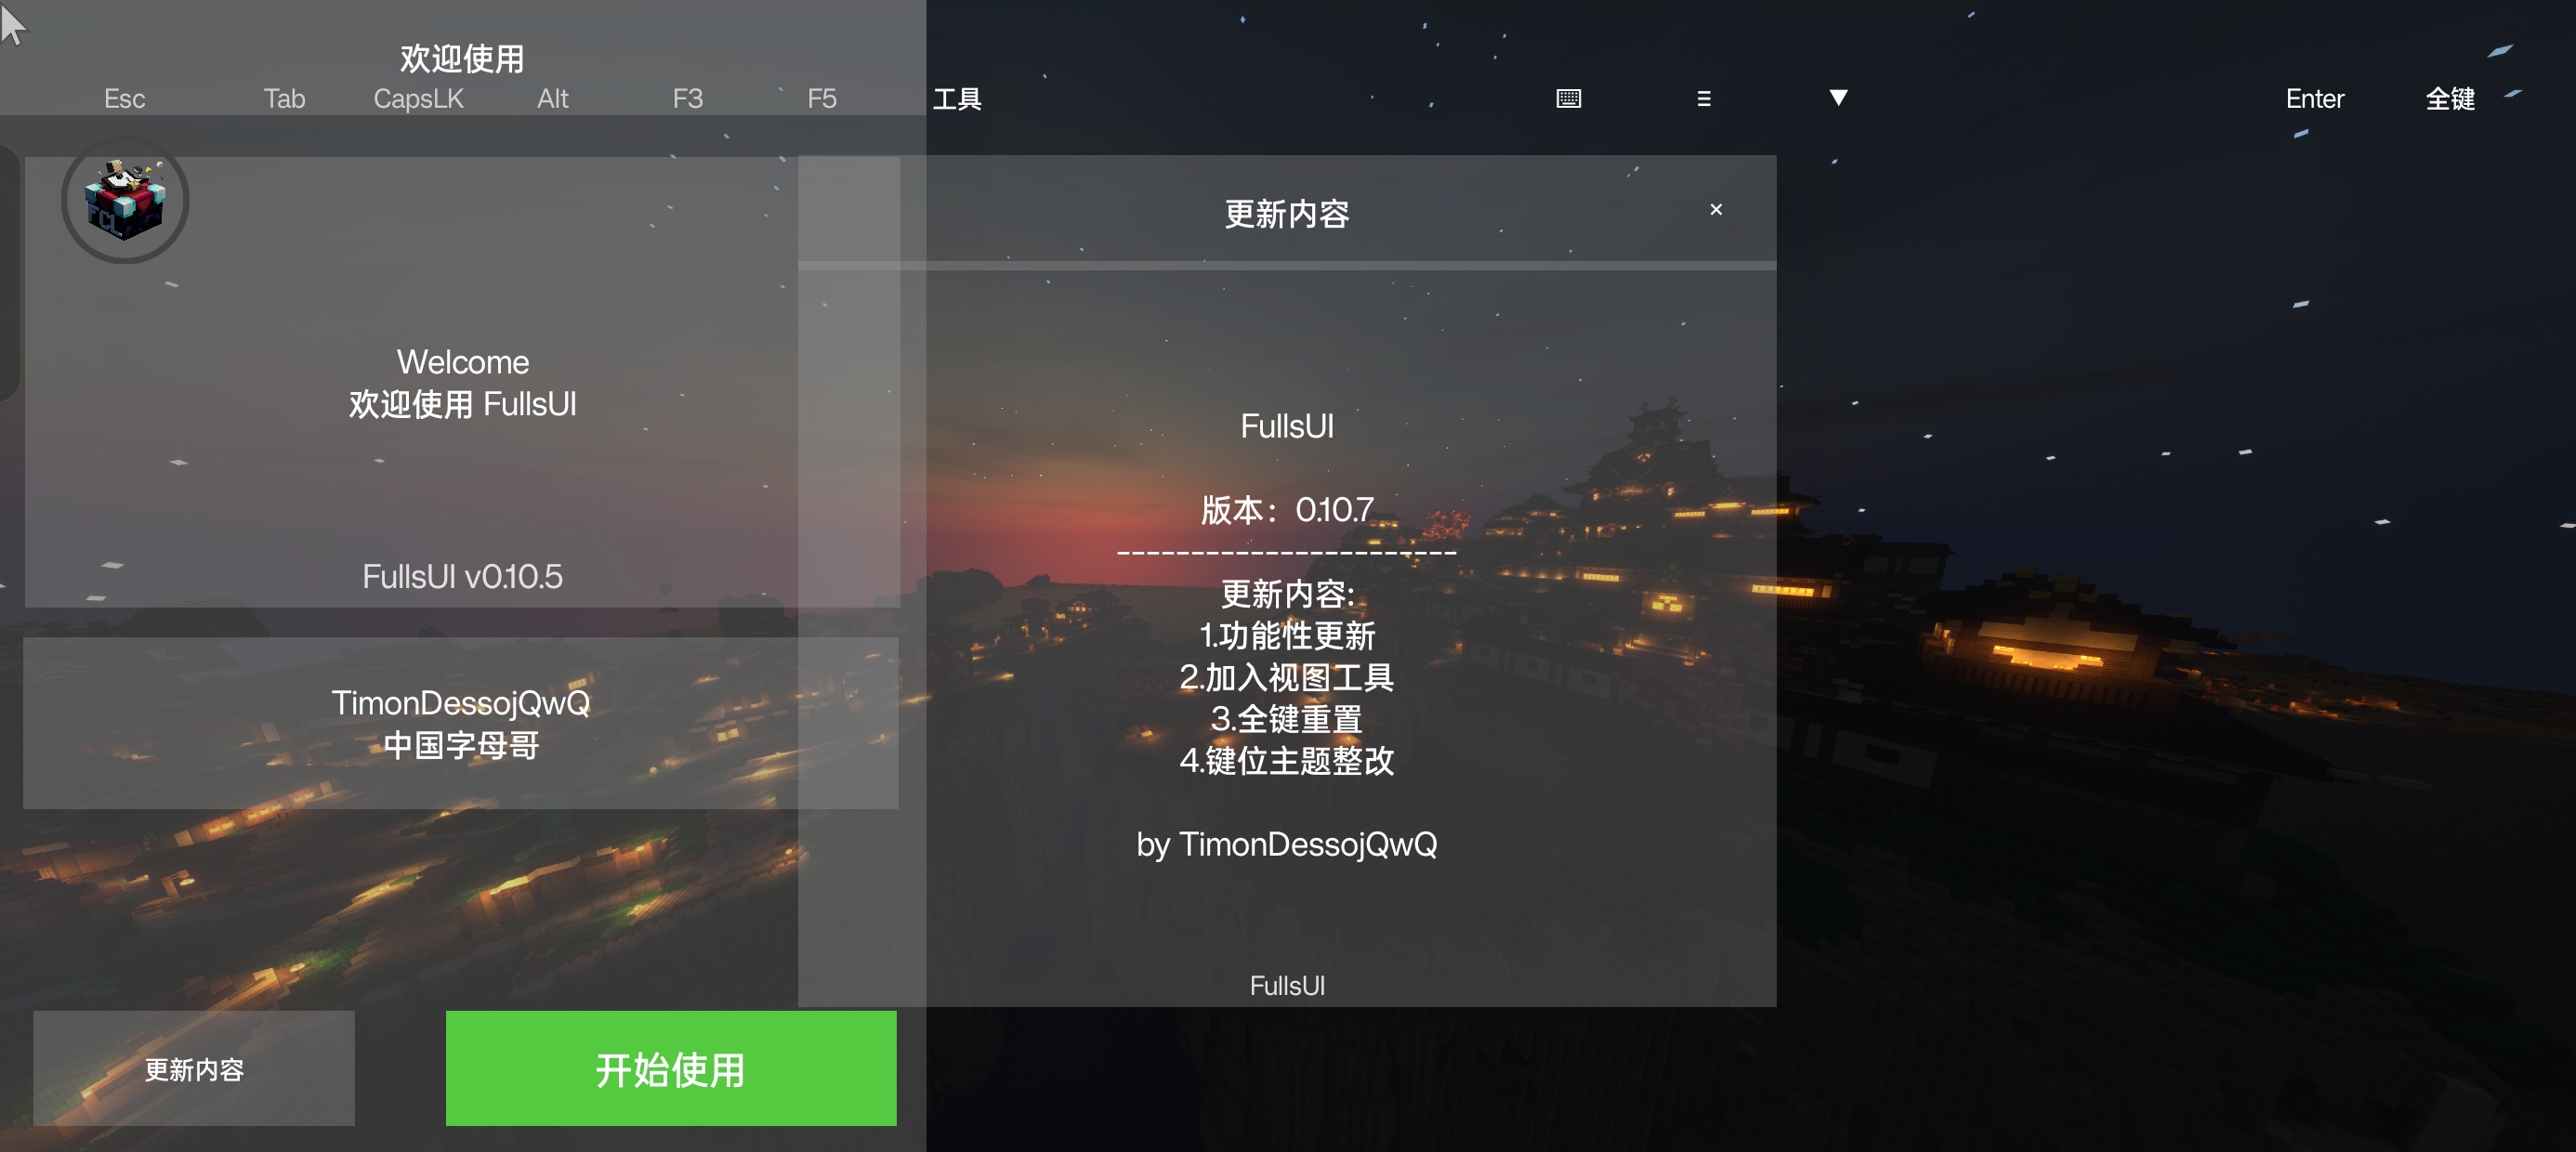 欢迎使用
Esc Tab CapsLK Alt F3 F5 工具 Enter 全键
FCL
Welcome
欢迎使用 FullsUI
FullsUI v0.10.5
TimonDessojQwQ
中国字母哥
更新内容
开始使用
更新内容
×
FullsUI
版本：0.10.7
-----------------------
更新内容:
1.功能性更新
2.加入视图工具
3.全键重置
4.键位主题整改
by TimonDessojQwQ
FullsUI